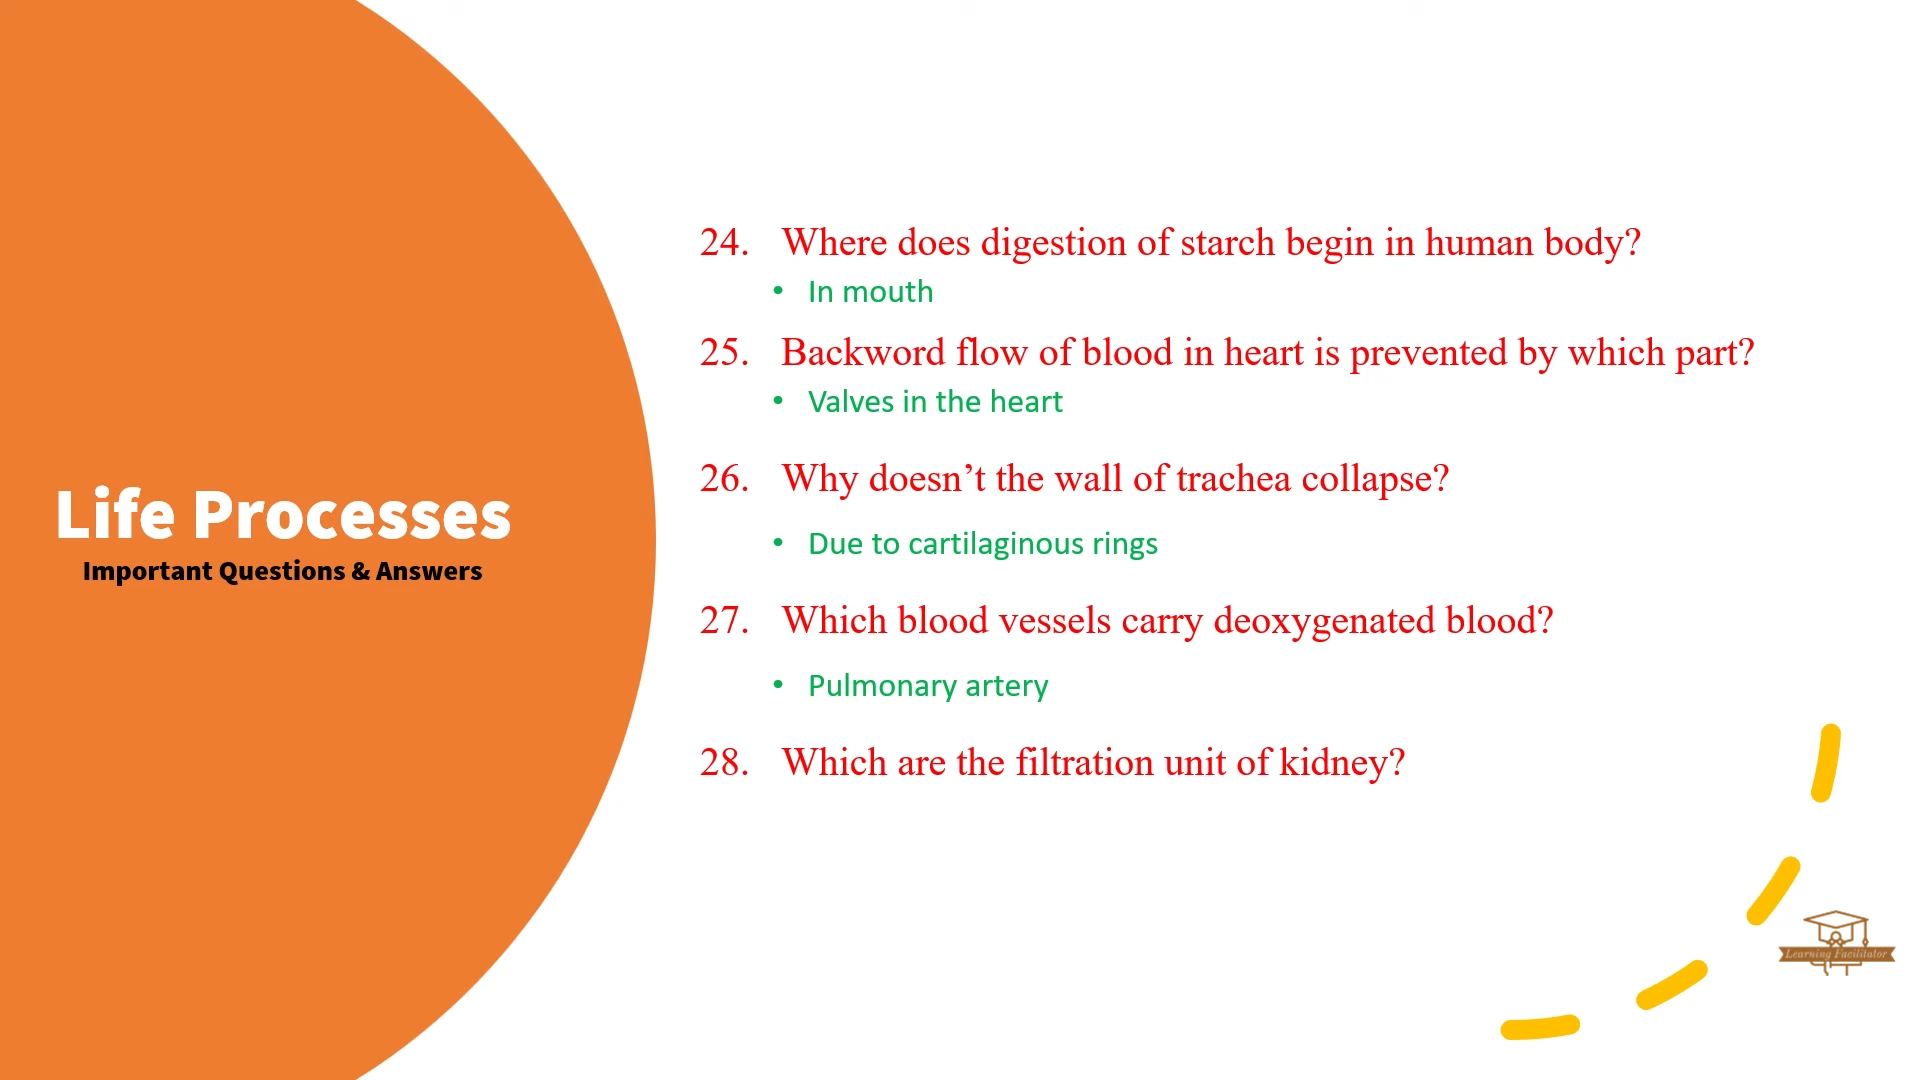 Life Processes
Important Questions & Answers
24. Where does digestion of starch begin in human body?
• In mouth
25. Backword flow of blood in heart is prevented by which part?
• Valves in the heart
26. Why doesn’t the wall of trachea collapse?
• Due to cartilaginous rings
27. Which blood vessels carry deoxygenated blood?
• Pulmonary artery
28. Which are the filtration unit of kidney?
Learning Facilitator